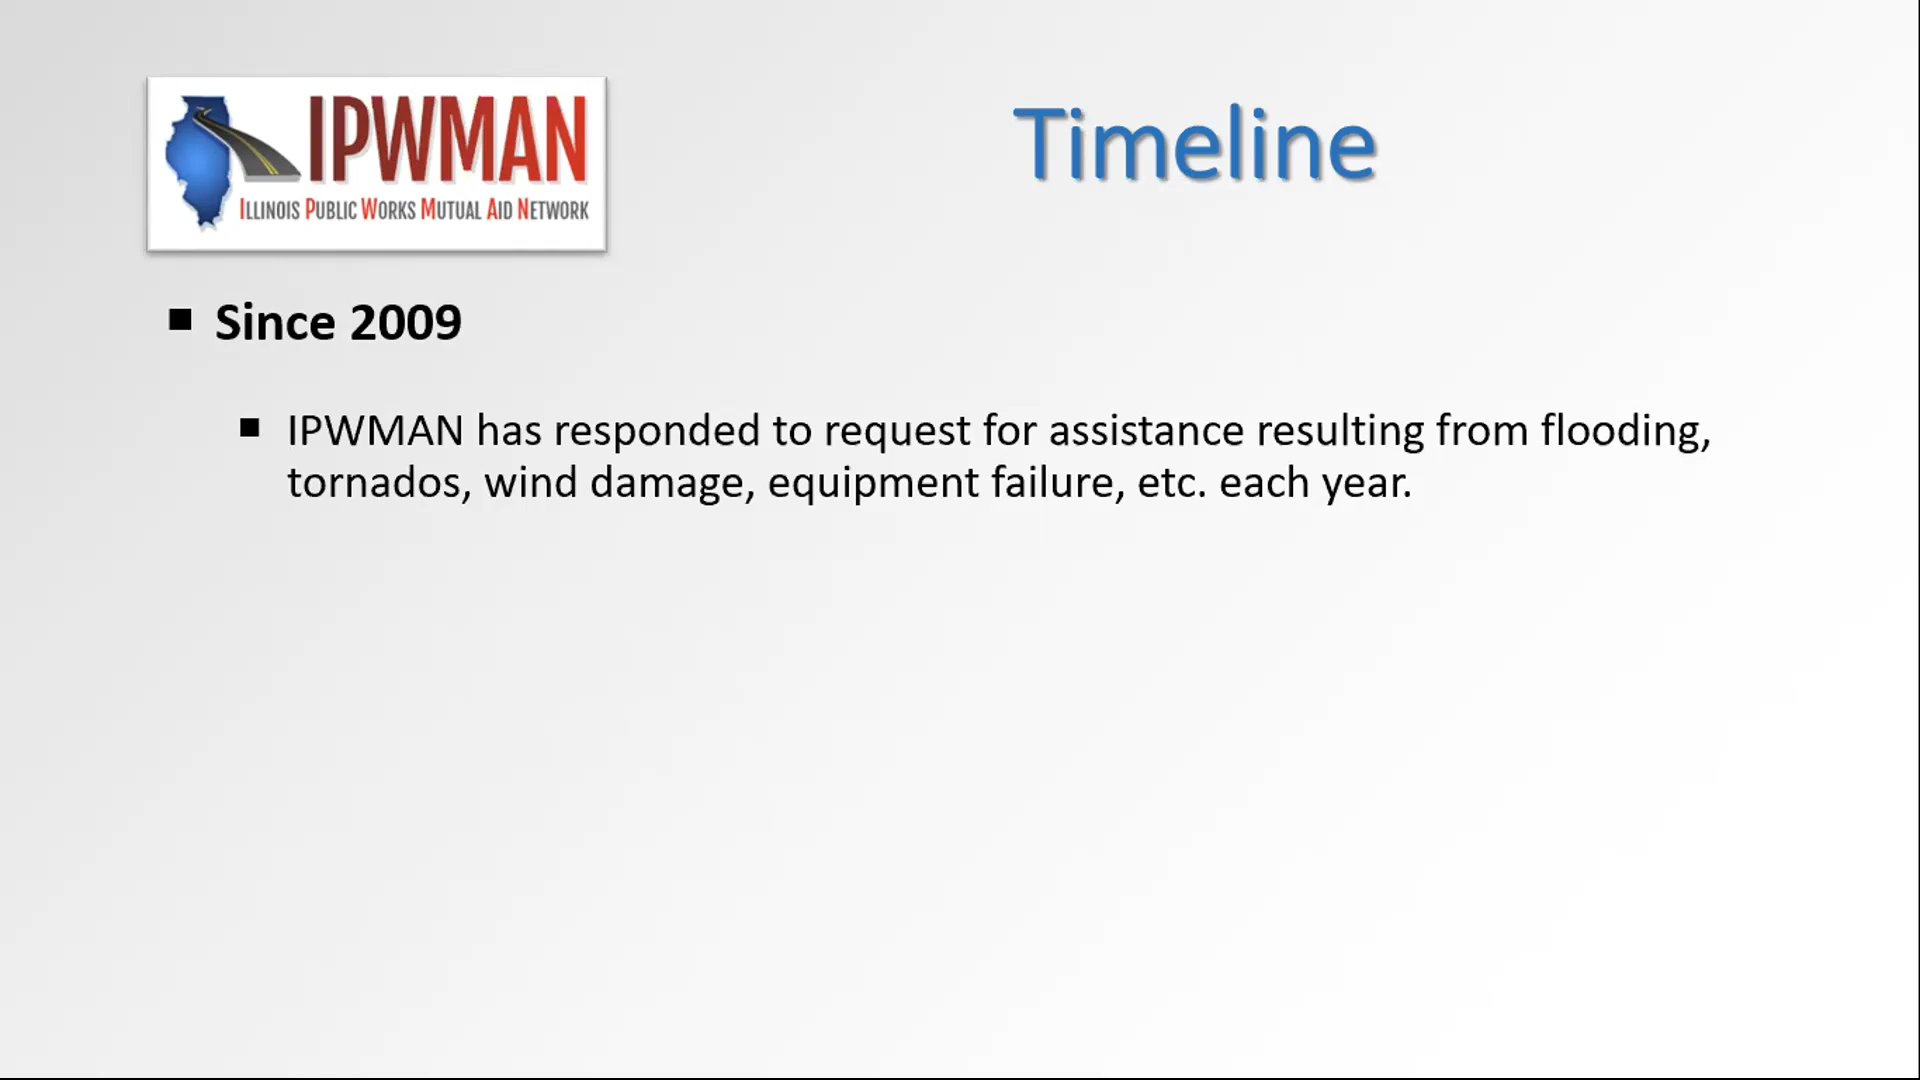 IPWMAN
ILLINOIS PUBLIC WORKS MUTUAL AID NETWORK
Timeline
Since 2009
IPWMAN has responded to request for assistance resulting from flooding,
tornados, wind damage, equipment failure, etc. each year.